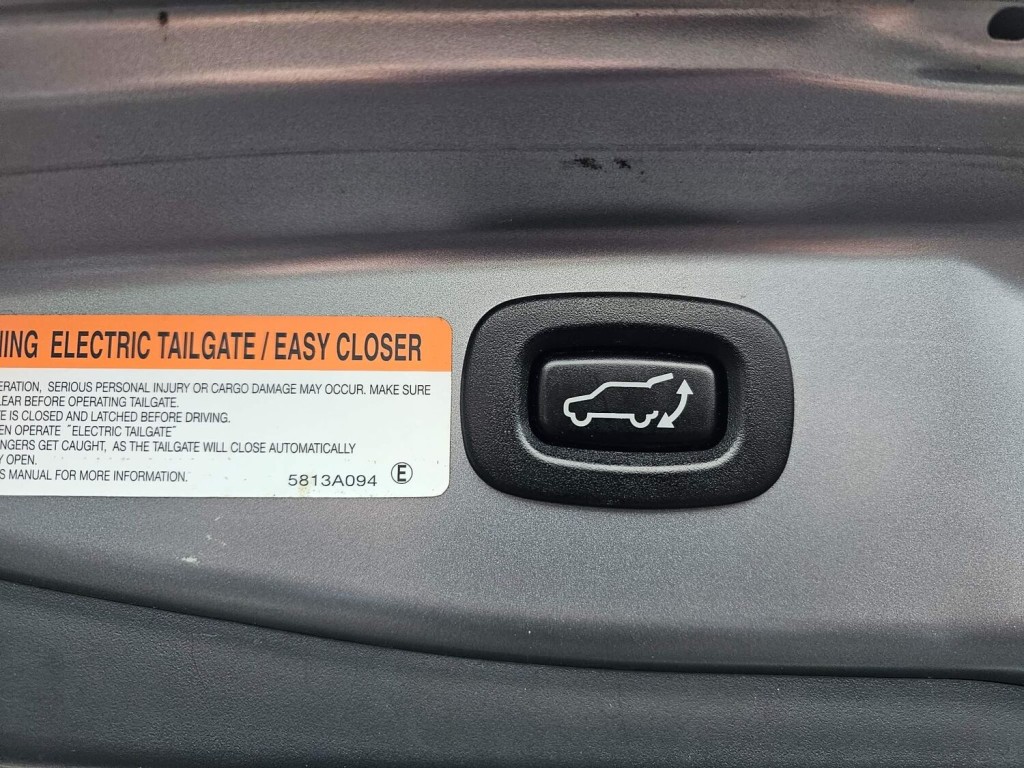 NING ELECTRIC TAILGATE / EASY CLOSER
ERATION, SERIOUS PERSONAL INJURY OR CARGO DAMAGE MAY OCCUR. MAKE SURE
LEAR BEFORE OPERATING TAILGATE.
E IS CLOSED AND LATCHED BEFORE DRIVING.
EN OPERATE "ELECTRIC TAILGATE"
NGERS GET CAUGHT, AS THE TAILGATE WILL CLOSE AUTOMATICALLY
Y OPEN.
S MANUAL FOR MORE INFORMATION.
5813A094 Ⓔ